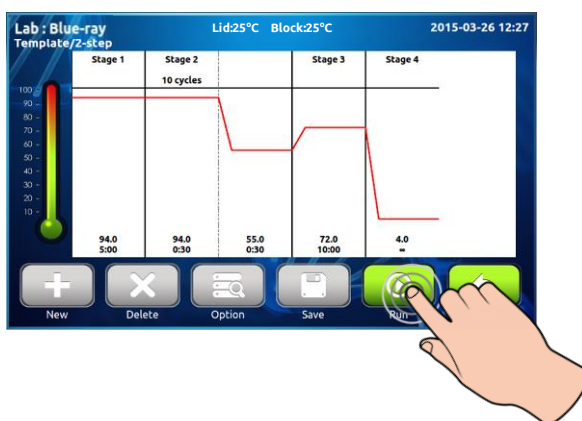 Lab : Blue-ray
Lid:25°C Block:25°C
2015-03-26 12:27
Template/2-step
Stage 1 Stage 2 Stage 3 Stage 4
10 cycles
100
90
80
70
60
50
40
30
20
10
94.0 94.0 55.0 72.0 4.0
5:00 0:30 0:30 10:00 ∞
New Delete Option Save Run